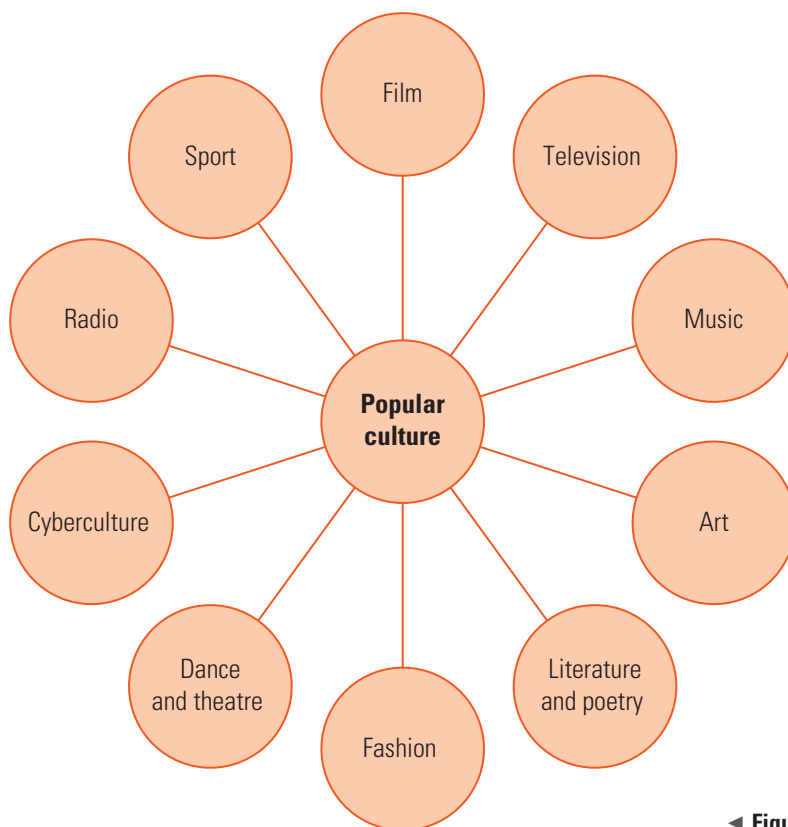 Film
Sport
Television
Radio
Music
Popular
culture
Cyberculture
Art
Dance
and theatre
Literature
and poetry
Fashion
◄